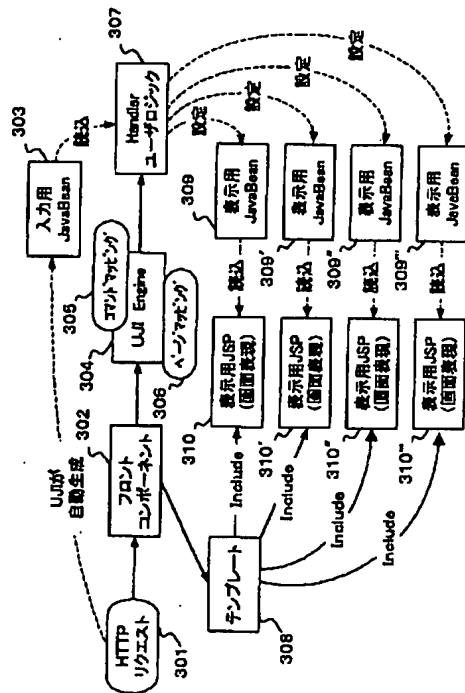 HTTP
リクエスト
301
UJIが
自動生成
302
フロント
コンポーネント
303
入力用
JavaBean
読込
304
305
コマンドマッピング
UJI Engine
306
ページマッピング
307
Handler
ユーザロジック
設定
設定
設定
設定
308
テンプレート
Include
Include
Include
Include
309
表示用
JavaBean
309'
表示用
JavaBean
309"
表示用
JavaBean
309"'
表示用
JavaBean
読込
読込
読込
読込
310
表示用JSP
(画面表現)
310'
表示用JSP
(画面表現)
310"
表示用JSP
(画面表現)
310"'
表示用JSP
(画面表現)